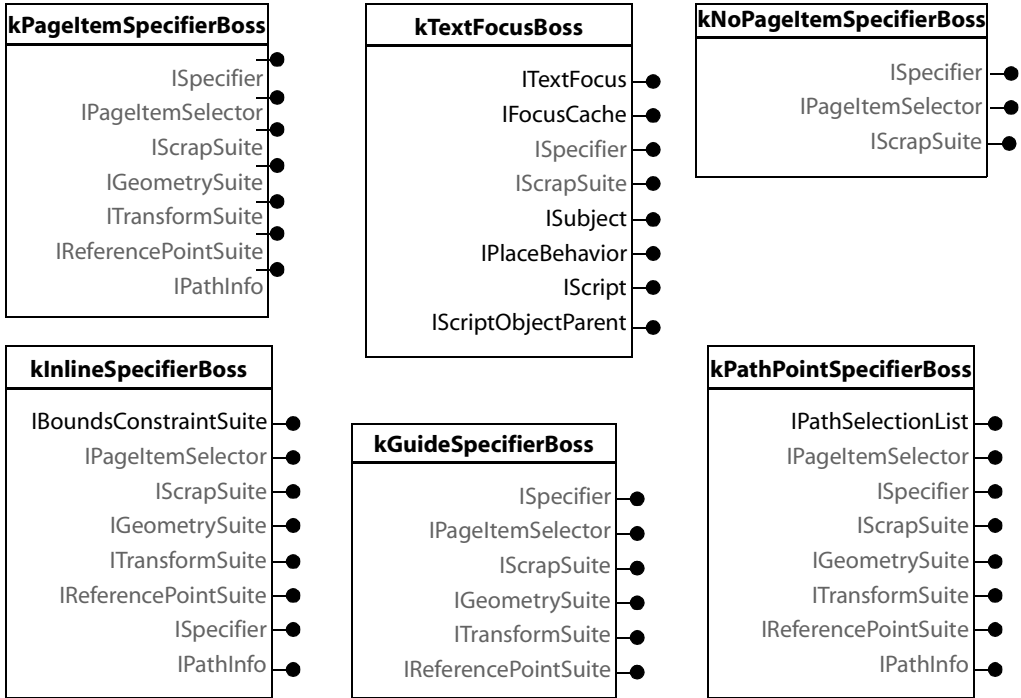 kPageItemSpecifierBoss
ISpecifier
IPageItemSelector
IScrapSuite
IGeometrySuite
ITransformSuite
IReferencePointSuite
IPathInfo
kTextFocusBoss
ITextFocus
IFocusCache
ISpecifier
IScrapSuite
ISubject
IPlaceBehavior
IScript
IScriptObjectParent
kNoPageItemSpecifierBoss
ISpecifier
IPageItemSelector
IScrapSuite
kInlineSpecifierBoss
IBoundsConstraintSuite
IPageItemSelector
IScrapSuite
IGeometrySuite
ITransformSuite
IReferencePointSuite
ISpecifier
IPathInfo
kGuideSpecifierBoss
ISpecifier
IPageItemSelector
IScrapSuite
IGeometrySuite
ITransformSuite
IReferencePointSuite
kPathPointSpecifierBoss
IPathSelectionList
IPageItemSelector
ISpecifier
IScrapSuite
IGeometrySuite
ITransformSuite
IReferencePointSuite
IPathInfo